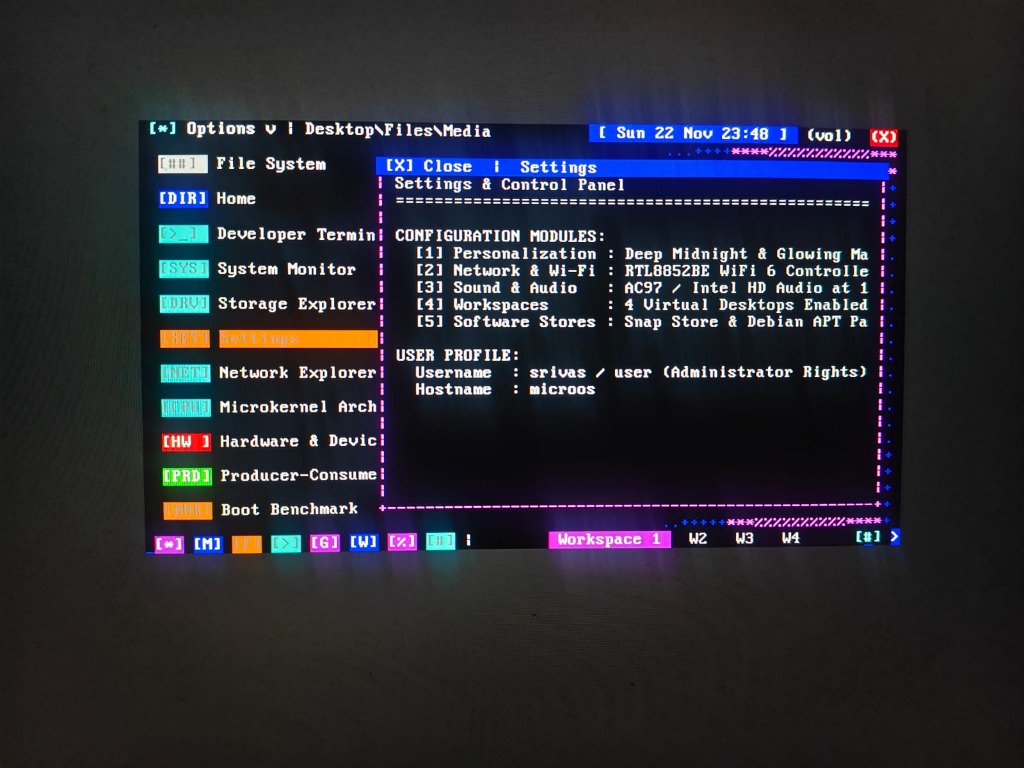 [*] Options v | Desktop\Files\Media [ Sun 22 Nov 23:48 ] (vol) (X)
[##] File System
[DIR] Home
[>_] Developer Termin
[SYS] System Monitor
[DRV] Storage Explorer
Settings
[NET] Network Explorer
Microkernel Arch
[HW ] Hardware & Devic
[PRD] Producer-Consume
Boot Benchmark
[X] Close | Settings
Settings & Control Panel
CONFIGURATION MODULES:
[1] Personalization : Deep Midnight & Glowing Ma
[2] Network & Wi-Fi : RTL8852BE WiFi 6 Controlle
[3] Sound & Audio : AC97 / Intel HD Audio at 1
[4] Workspaces : 4 Virtual Desktops Enabled
[5] Software Stores : Snap Store & Debian APT Pa
USER PROFILE:
Username : srivas / user (Administrator Rights)
Hostname : microos
[*] [M] [>] [G] [W] [%] [#] | Workspace 1 W2 W3 W4 [#] >